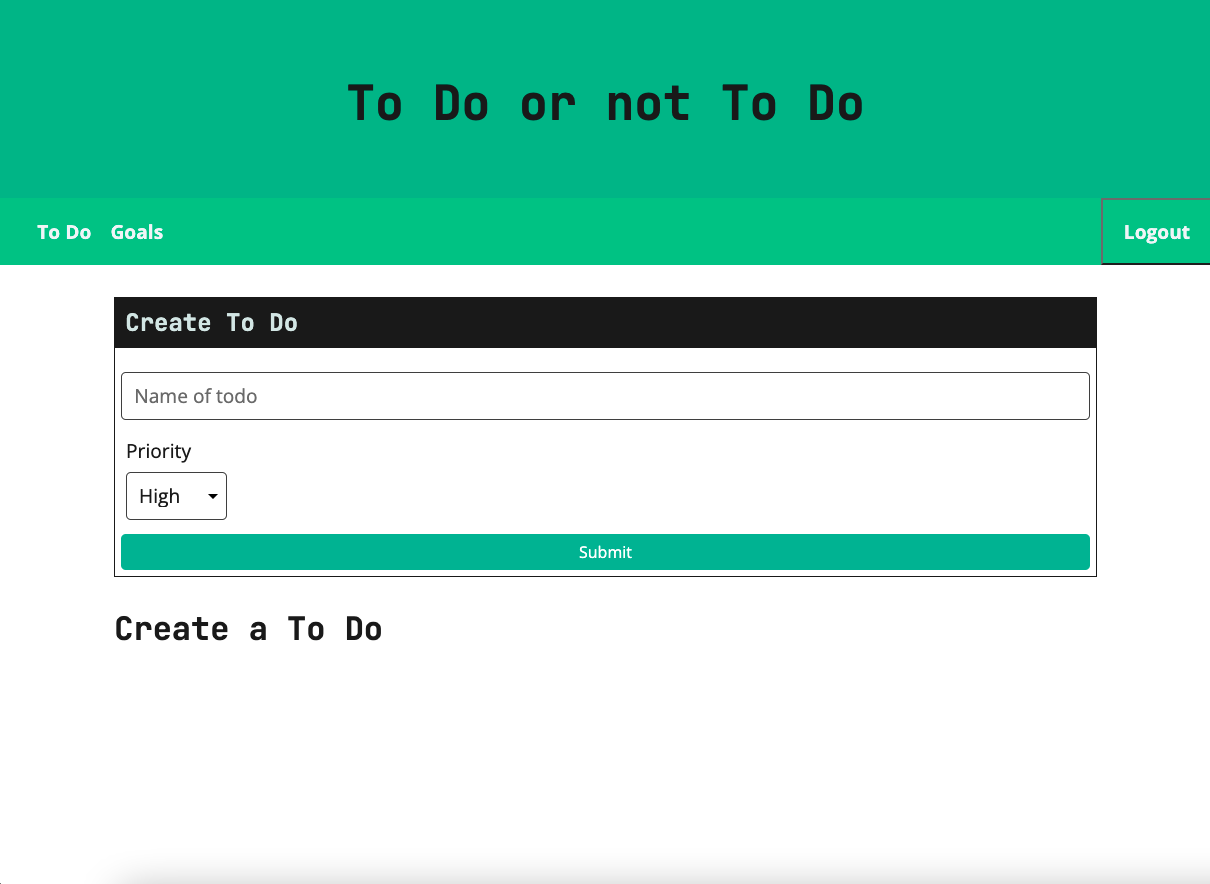 To Do or not To Do
To Do Goals Logout
Create To Do
Name of todo
Priority
High
Submit
Create a To Do